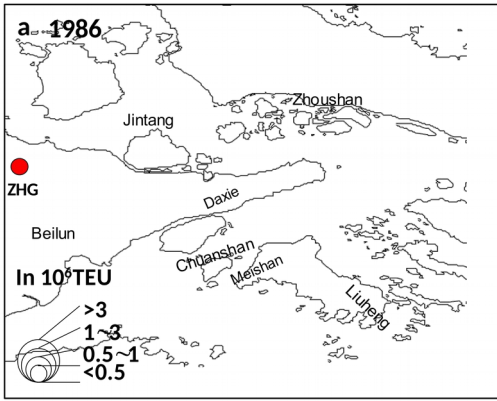 a 1986
Zhoushan
Jintang
ZHG
Daxie
Beilun
Chuanshan
Meishan
In 10⁶TEU
Liuheng
>3
1~3
0.5~1
<0.5